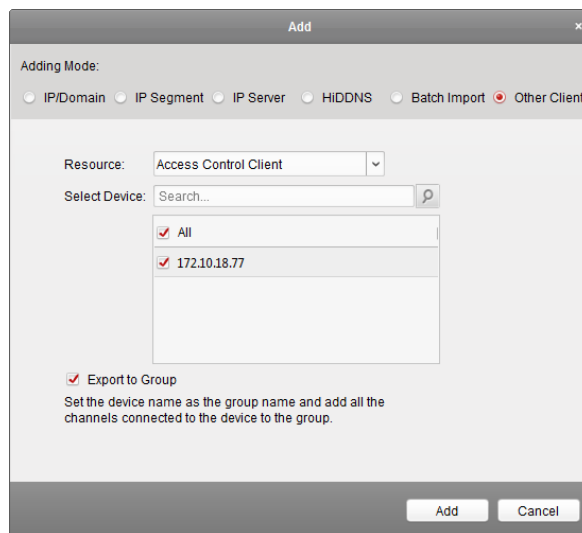 Add
×
Adding Mode:
IP/Domain IP Segment IP Server HiDDNS Batch Import Other Client
Resource: Access Control Client
Select Device: Search...
All
172.10.18.77
Export to Group
Set the device name as the group name and add all the
channels connected to the device to the group.
Add Cancel